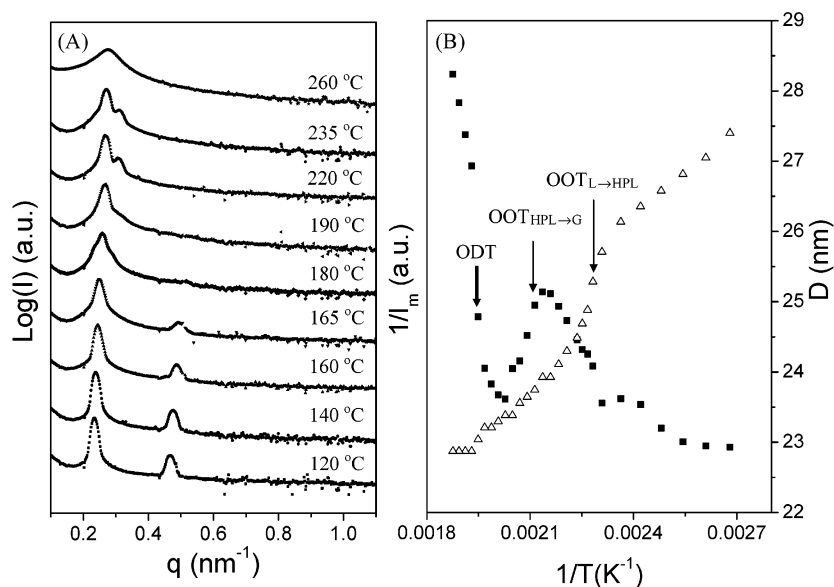 (A)
260 °C
235 °C
220 °C
190 °C
180 °C
165 °C
160 °C
140 °C
120 °C
Log(I) (a.u.)
0.2 0.4 0.6 0.8 1.0
q (nm⁻¹)
(B)
OOT_L→HPL
OOT_HPL→G
ODT
1/I_m (a.u.)
29
28
27
26
25
24
23
22
D (nm)
0.0018 0.0021 0.0024 0.0027
1/T(K⁻¹)